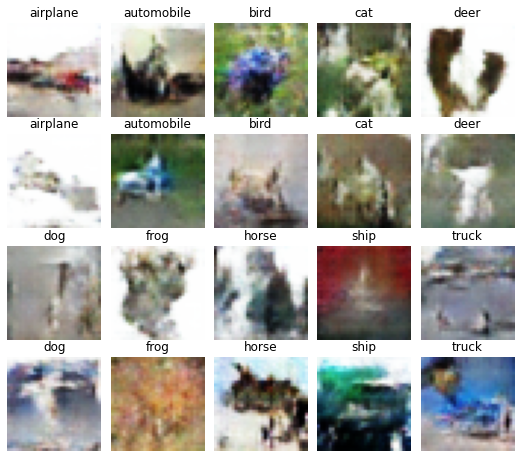 airplane automobile bird cat deer
airplane automobile bird cat deer
dog frog horse ship truck
dog frog horse ship truck